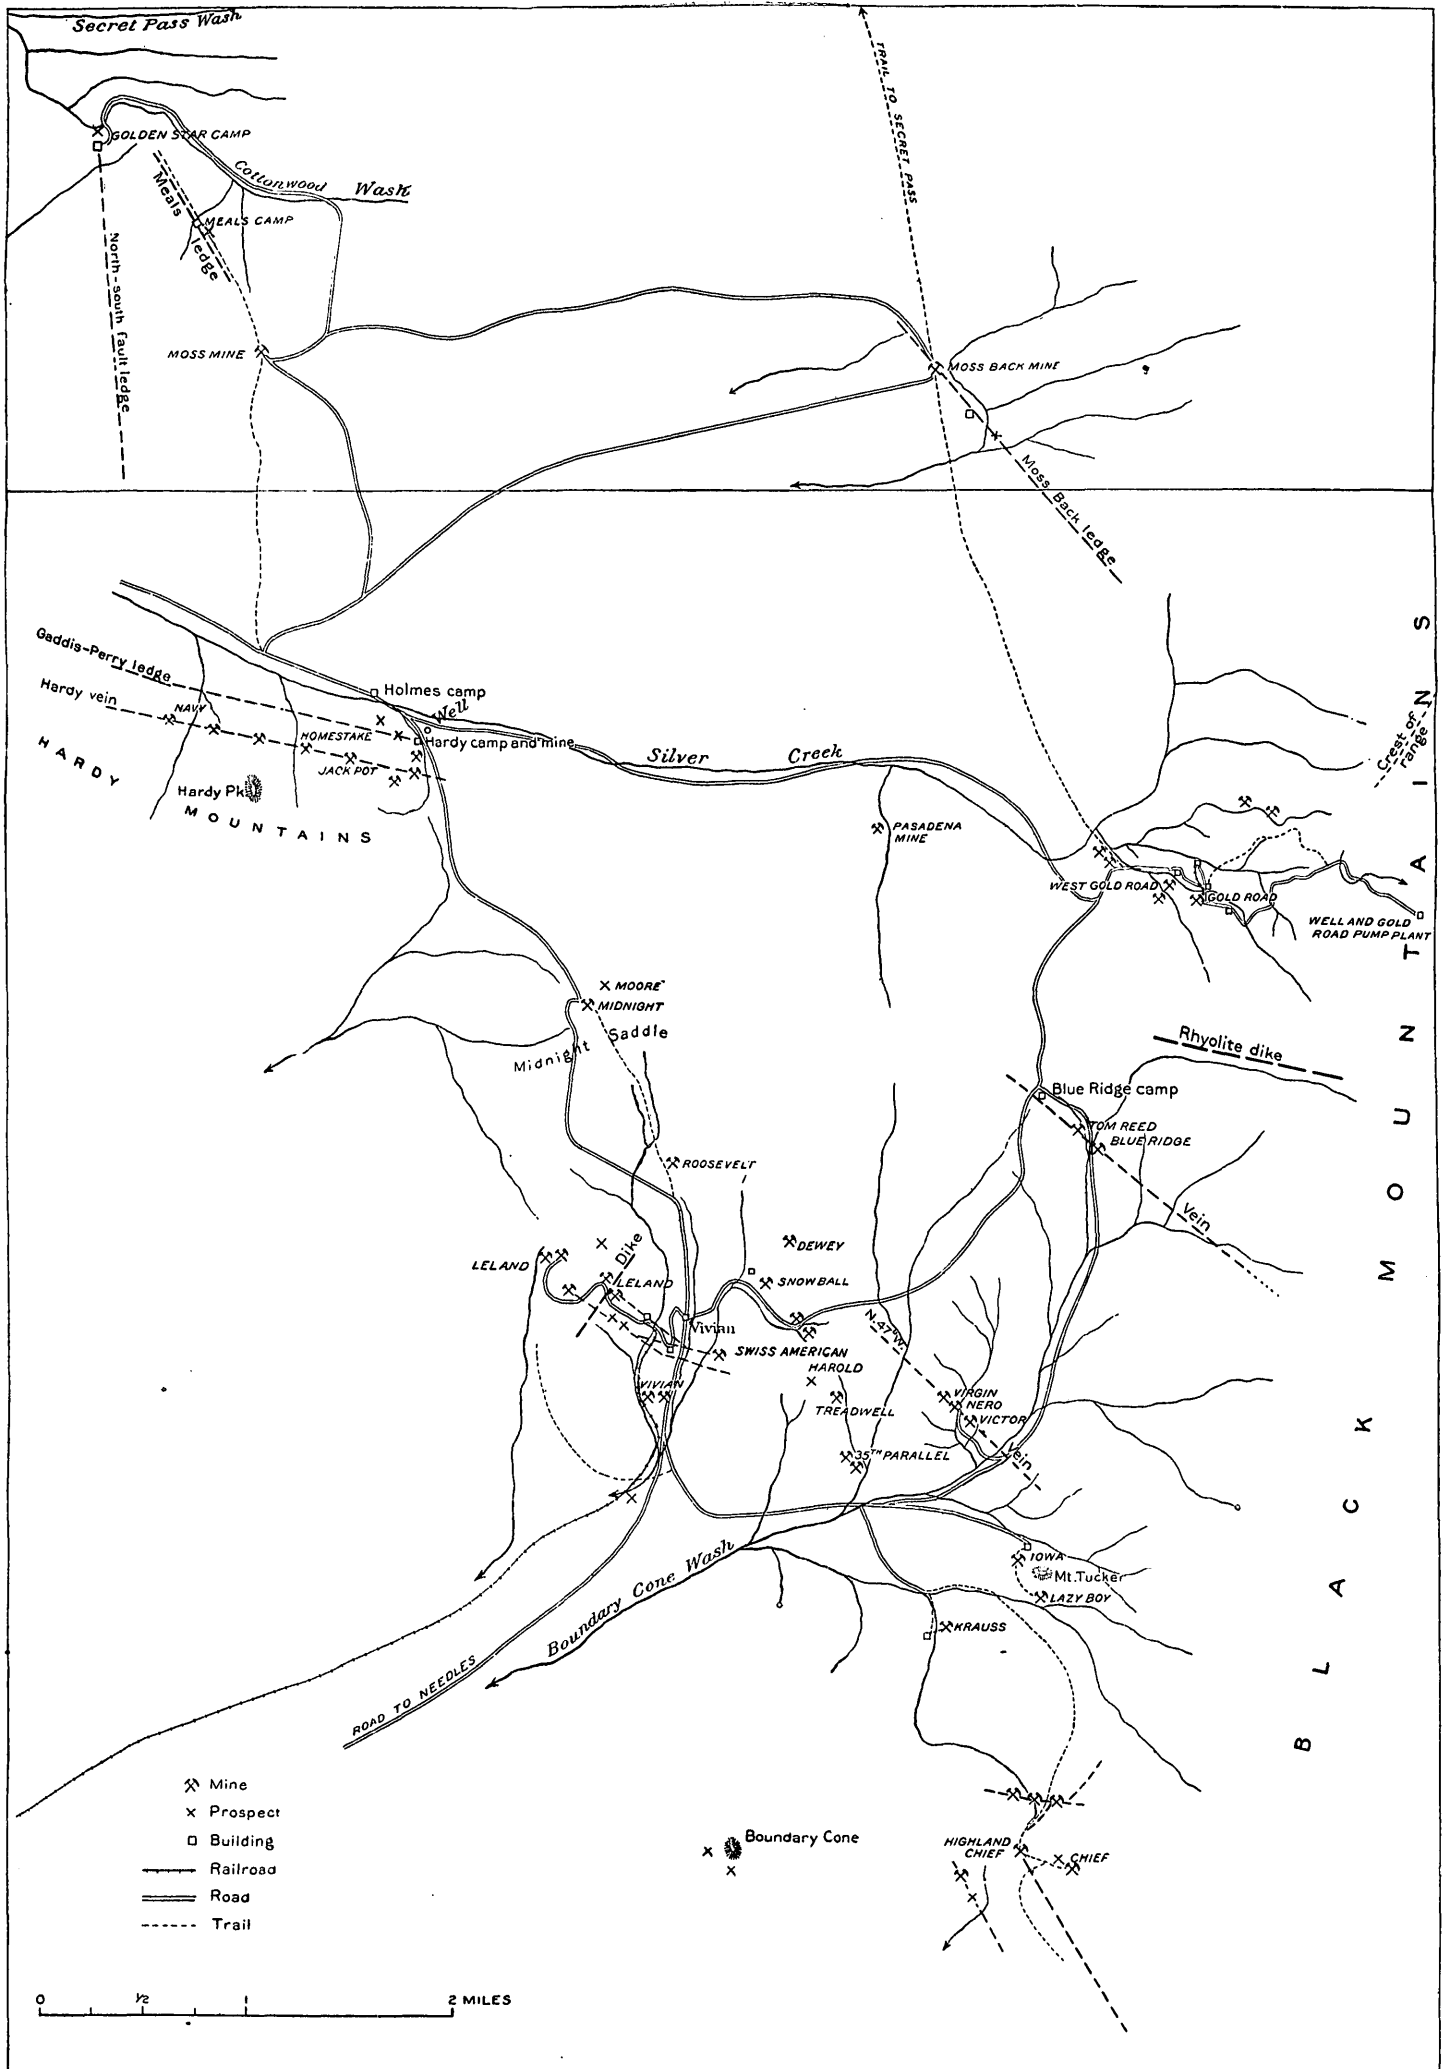 Secret Pass Wash
TRAIL TO SECRET PASS
GOLDEN STAR CAMP
Cottonwood Wash
Meals ledge
MEALS CAMP
North-south fault ledge
MOSS MINE
MOSS BACK MINE
Moss Back ledge
Gaddis-Perry ledge
Hardy vein
NAVY
HOMESTAKE
JACK POT
Holmes camp
Well
Hardy camp and mine
HARDY
MOUNTAINS
Hardy Pk
Silver Creek
Crest of
range
PASADENA
MINE
WEST GOLD ROAD
GOLD ROAD
WELL AND GOLD
ROAD PUMP PLANT
MOORE
MIDNIGHT
Midnight Saddle
Rhyolite dike
Blue Ridge camp
TOM REED
BLUE RIDGE
Vein
ROOSEVELT
DEWEY
SNOWBALL
LELAND
Dike
LELAND
Vivian
SWISS AMERICAN
HAROLD
N.47°W.
VIVIAN
TREADWELL
VIRGIN
NERO
VICTOR
35TH PARALLEL
Vein
IOWA
Mt. Tucker
LAZY BOY
KRAUSS
Boundary Cone Wash
ROAD TO NEEDLES
BLACK MOUNTAINS
Mine
Prospect
Building
Railroad
Road
Trail
Boundary Cone
HIGHLAND
CHIEF
CHIEF
0 1/2 1 2 MILES